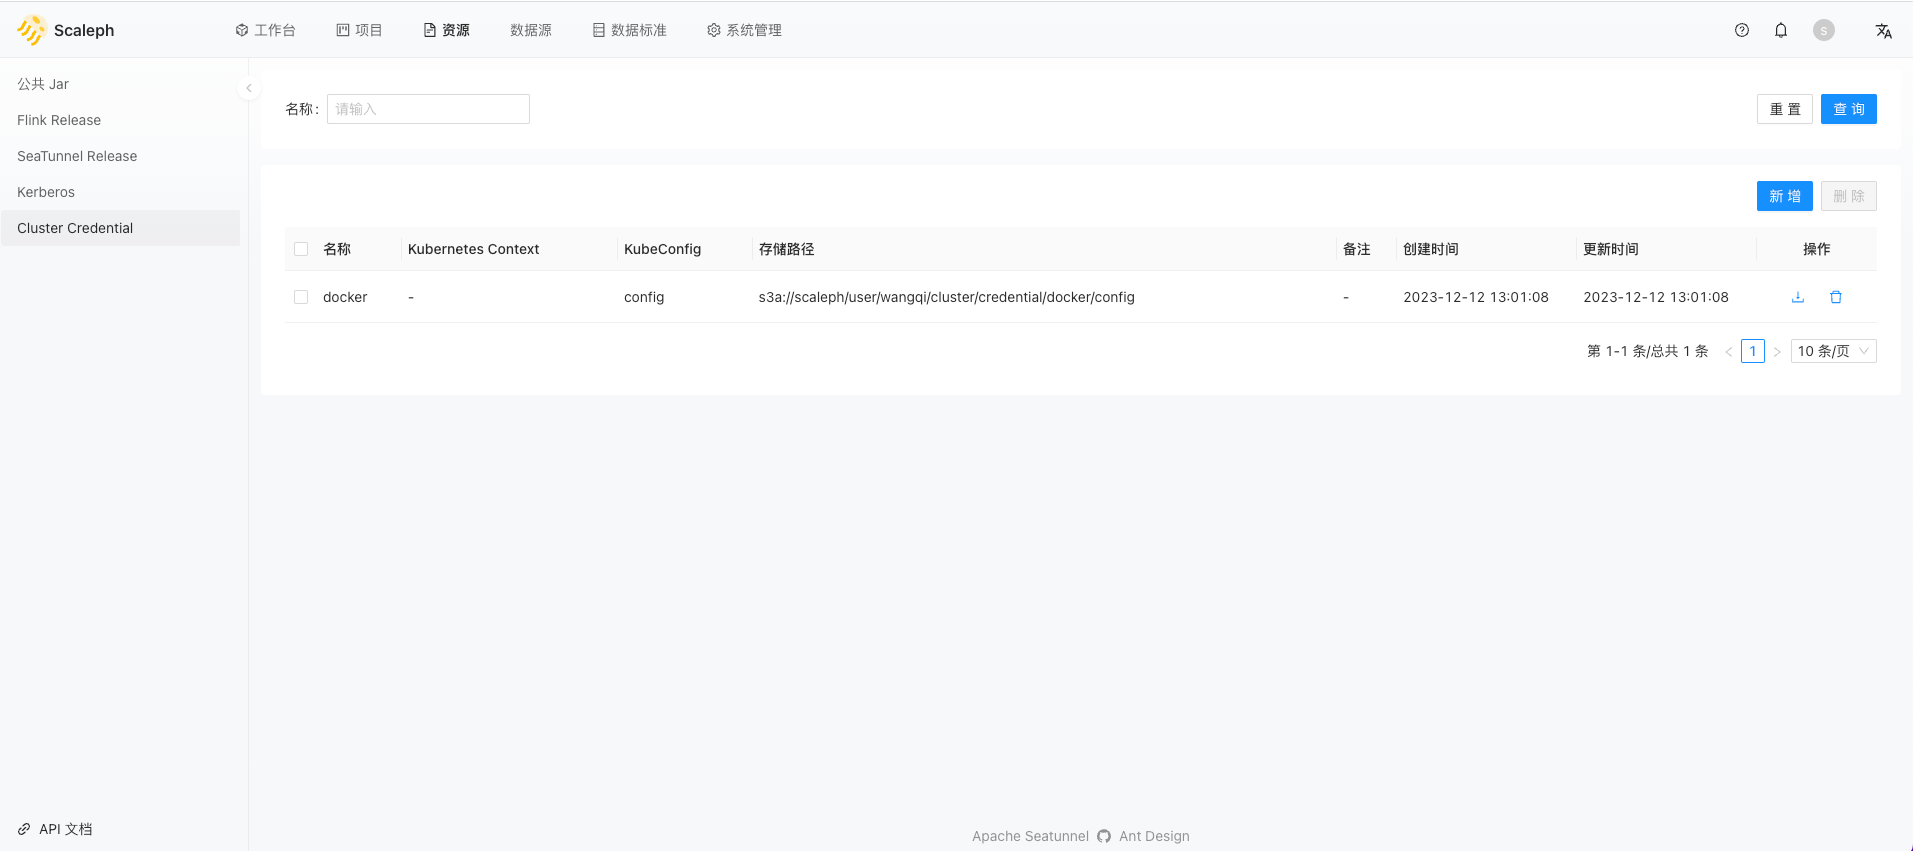 Scaleph 工作台 项目 资源 数据源 数据标准 系统管理 S
公共 Jar
Flink Release
SeaTunnel Release
Kerberos
Cluster Credential
名称: 请输入 重 置 查 询
新 增 删 除
名称 Kubernetes Context KubeConfig 存储路径 备注 创建时间 更新时间 操作
docker - config s3a://scaleph/user/wangqi/cluster/credential/docker/config - 2023-12-12 13:01:08 2023-12-12 13:01:08
第 1-1 条/总共 1 条 < 1 > 10 条/页
API 文档
Apache Seatunnel Ant Design